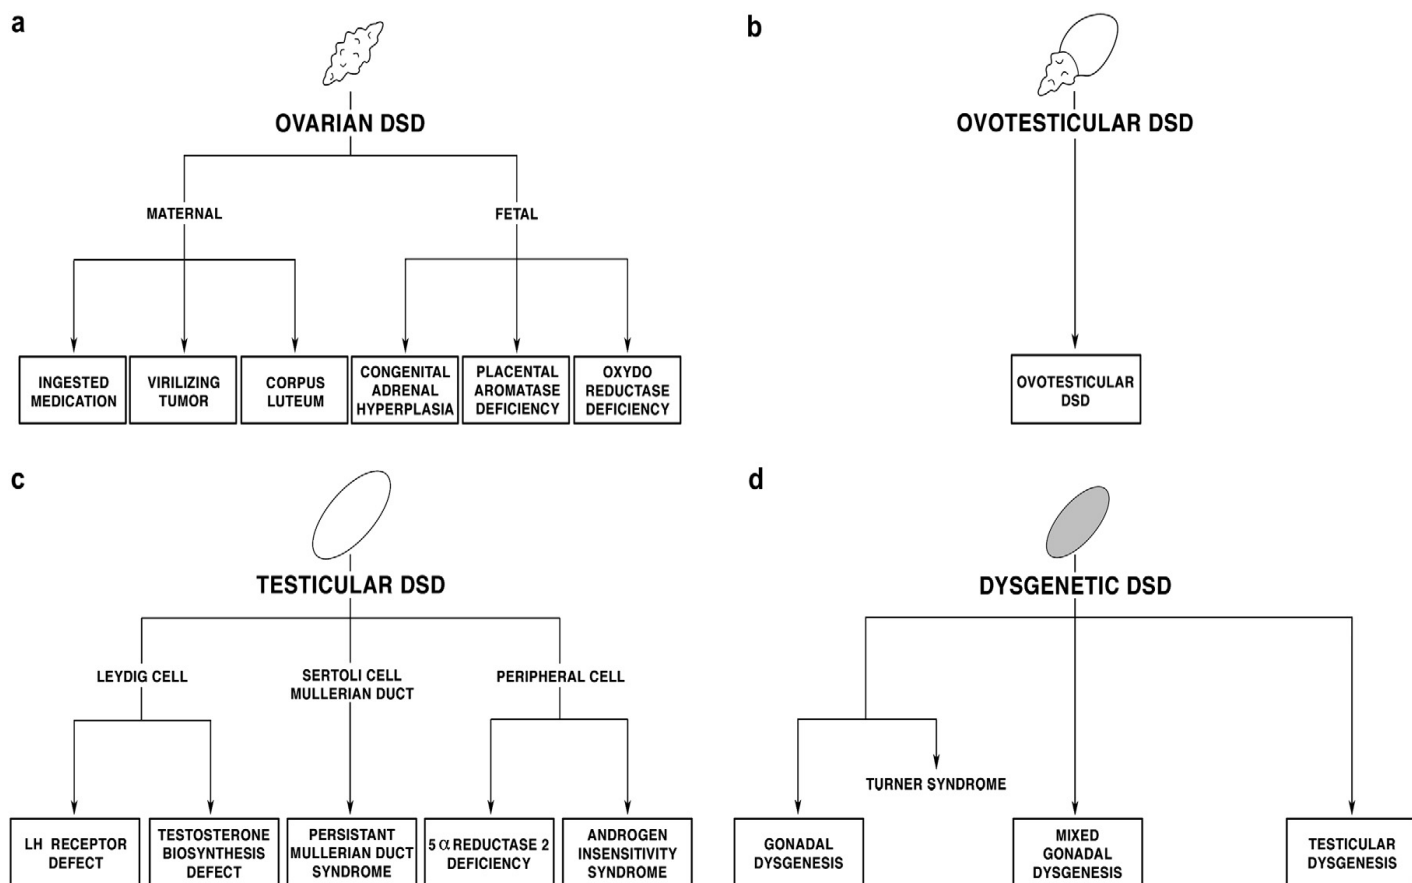 a
OVARIAN DSD
MATERNAL
FETAL
INGESTED
MEDICATION
VIRILIZING
TUMOR
CORPUS
LUTEUM
CONGENITAL
ADRENAL
HYPERPLASIA
PLACENTAL
AROMATASE
DEFICIENCY
OXYDO
REDUCTASE
DEFICIENCY
b
OVOTESTICULAR DSD
OVOTESTICULAR
DSD
c
TESTICULAR DSD
LEYDIG CELL
SERTOLI CELL
MULLERIAN DUCT
PERIPHERAL CELL
LH RECEPTOR
DEFECT
TESTOSTERONE
BIOSYNTHESIS
DEFECT
PERSISTANT
MULLERIAN DUCT
SYNDROME
5 α REDUCTASE 2
DEFICIENCY
ANDROGEN
INSENSITIVITY
SYNDROME
d
DYSGENETIC DSD
TURNER SYNDROME
GONADAL
DYSGENESIS
MIXED
GONADAL
DYSGENESIS
TESTICULAR
DYSGENESIS